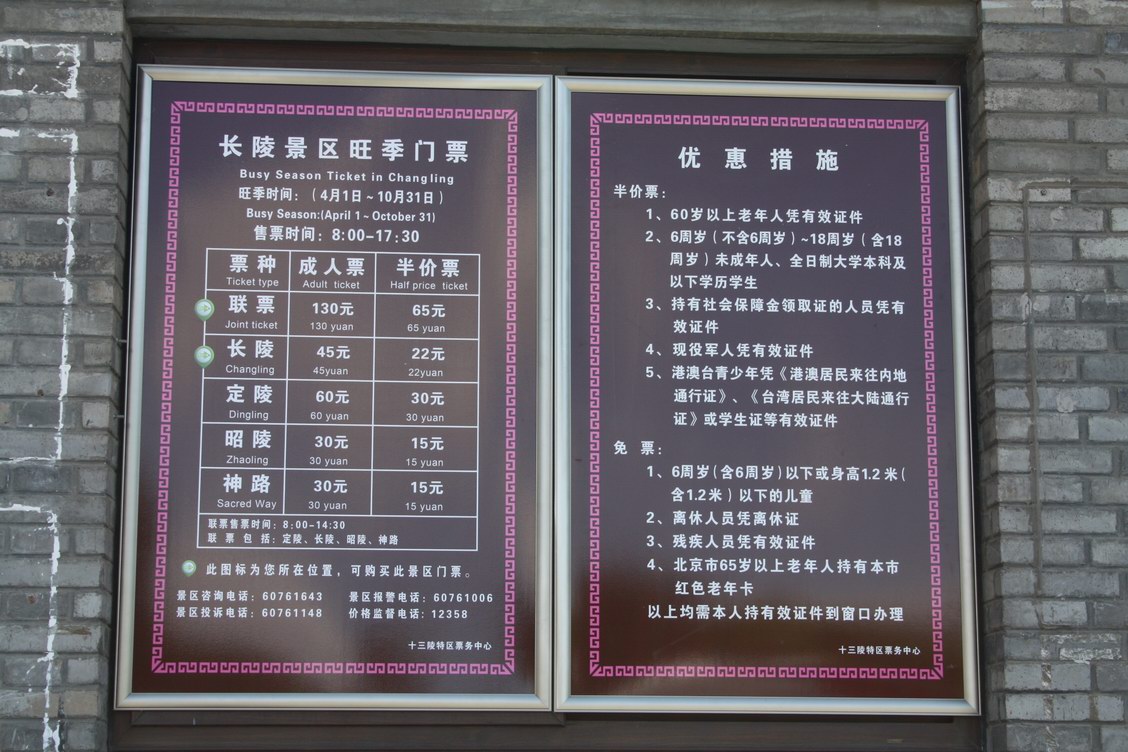 长陵景区旺季门票
Busy Season Ticket in Changling
旺季时间：（4月1日～10月31日）
Busy Season:(April 1~October 31)
售票时间：8:00-17:30
票种 成人票 半价票
Ticket type Adult ticket Half price ticket
联票 130元 65元
Joint ticket 130 yuan 65 yuan
长陵 45元 22元
Changling 45yuan 22yuan
定陵 60元 30元
Dingling 60 yuan 30 yuan
昭陵 30元 15元
Zhaoling 30 yuan 15 yuan
神路 30元 15元
Sacred Way 30 yuan 15 yuan
联票售票时间：8:00-14:30
联 票 包 括：定陵、长陵、昭陵、神路
此图标为您所在位置，可购买此景区门票。
景区咨询电话：60761643 景区报警电话：60761006
景区投诉电话：60761148 价格监督电话：12358
十三陵特区票务中心
优惠措施
半价票：
1、60岁以上老年人凭有效证件
2、6周岁（不含6周岁）~18周岁（含18
周岁）未成年人、全日制大学本科及
以下学历学生
3、持有社会保障金领取证的人员凭有
效证件
4、现役军人凭有效证件
5、港澳台青少年凭《港澳居民来往内地
通行证》、《台湾居民来往大陆通行
证》或学生证等有效证件
免 票：
1、6周岁(含6周岁)以下或身高1.2米(
含1.2米）以下的儿童
2、离休人员凭离休证
3、残疾人员凭有效证件
4、北京市65岁以上老年人持有本市
红色老年卡
以上均需本人持有效证件到窗口办理
十三陵特区票务中心